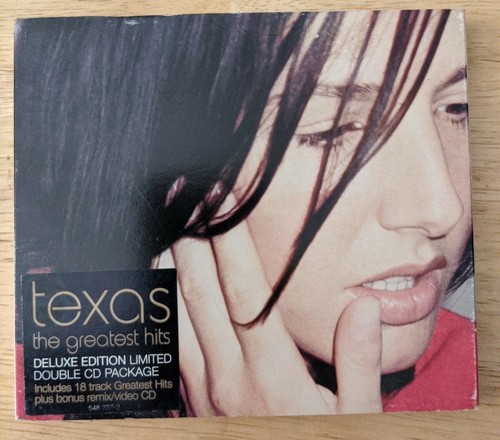 texas
the greatest hits
DELUXE EDITION LIMITED
DOUBLE CD PACKAGE
Includes 18 track Greatest Hits
plus bonus remix/video CD
548